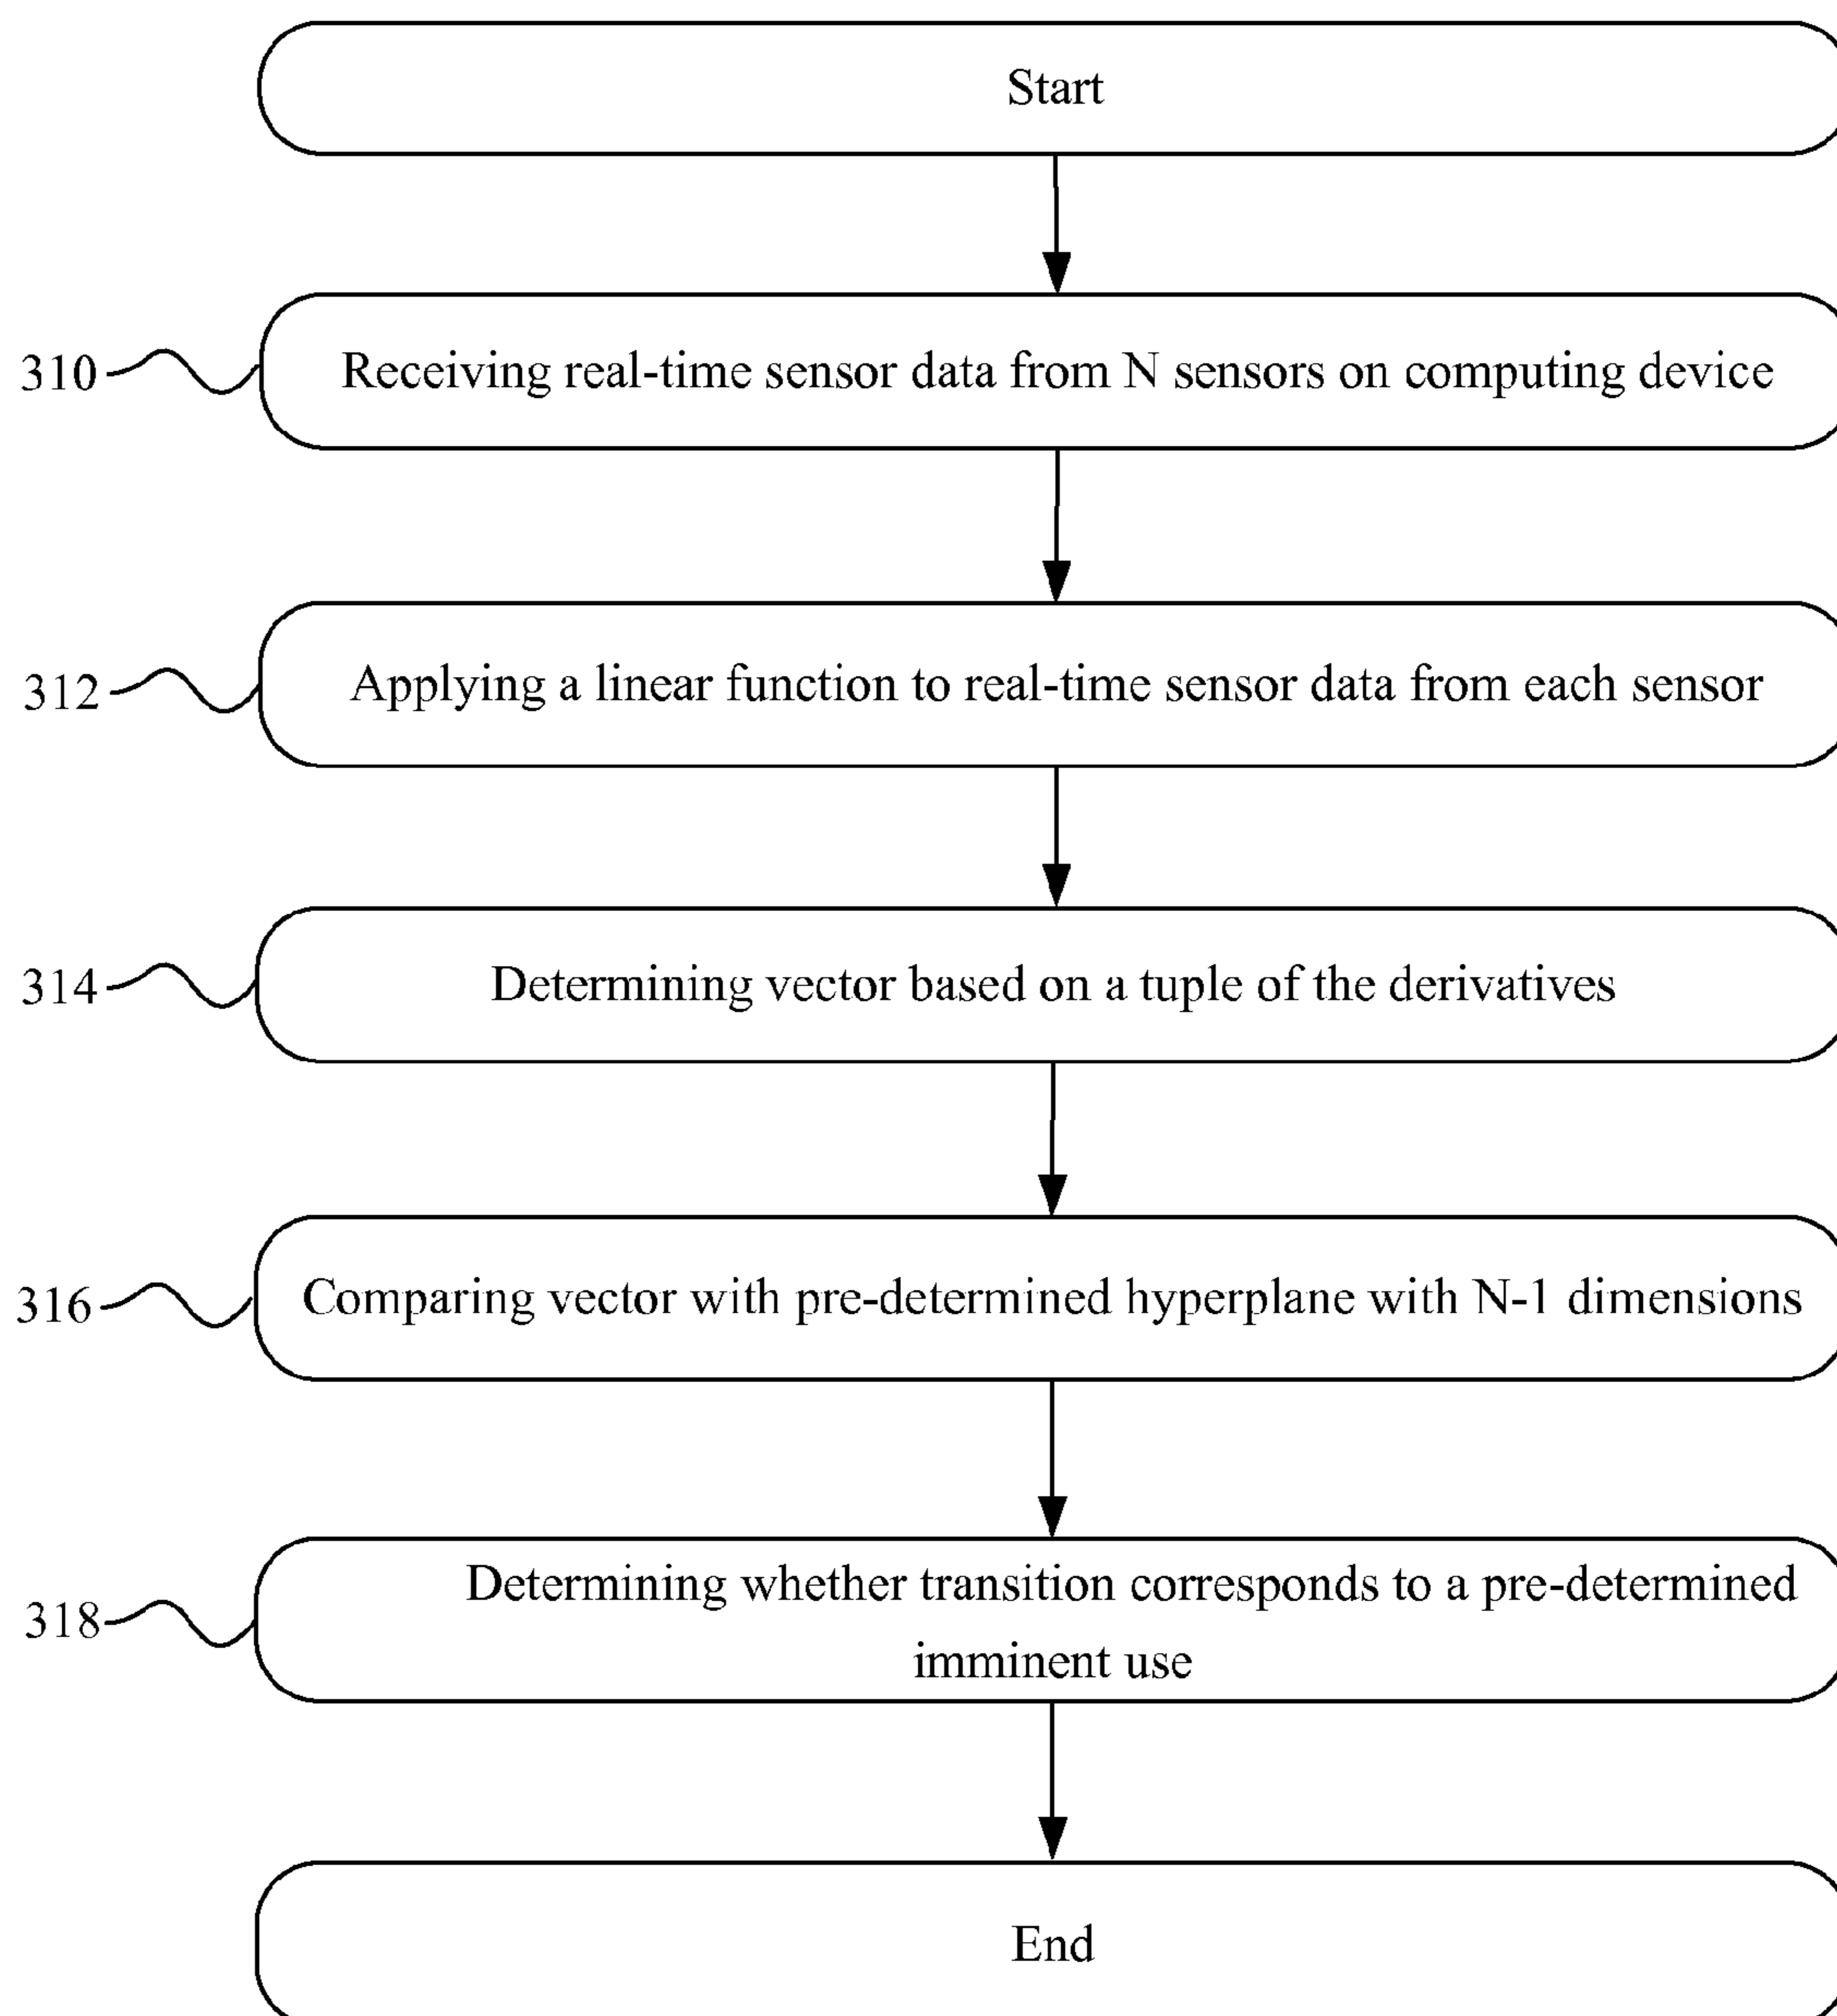 Start
310
Receiving real-time sensor data from N sensors on computing device
312
Applying a linear function to real-time sensor data from each sensor
314
Determining vector based on a tuple of the derivatives
316
Comparing vector with pre-determined hyperplane with N-1 dimensions
318
Determining whether transition corresponds to a pre-determined
imminent use
End